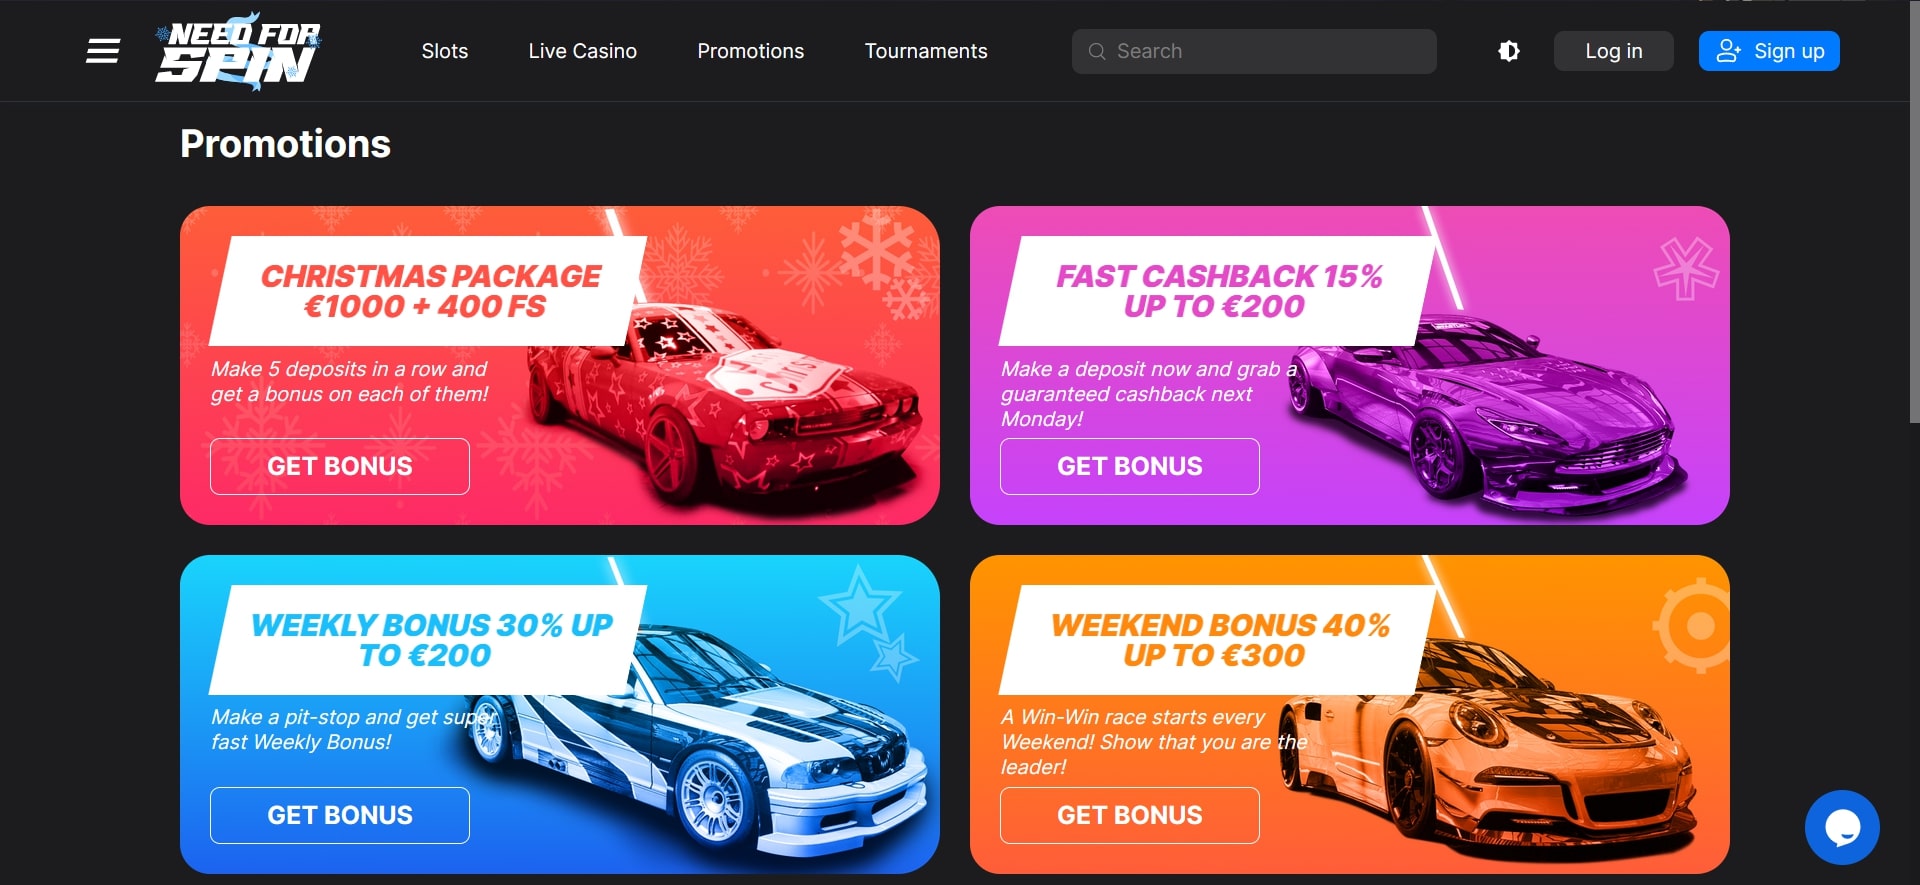 NEED FOR
SPIN
Slots
Live Casino
Promotions
Tournaments
Search
Log in
Sign up
Promotions
CHRISTMAS PACKAGE
€1000 + 400 FS
Make 5 deposits in a row and
get a bonus on each of them!
GET BONUS
FAST CASHBACK 15%
UP TO €200
Make a deposit now and grab a
guaranteed cashback next
Monday!
GET BONUS
WEEKLY BONUS 30% UP
TO €200
Make a pit-stop and get super
fast Weekly Bonus!
GET BONUS
WEEKEND BONUS 40%
UP TO €300
A Win-Win race starts every
Weekend! Show that you are the
leader!
GET BONUS